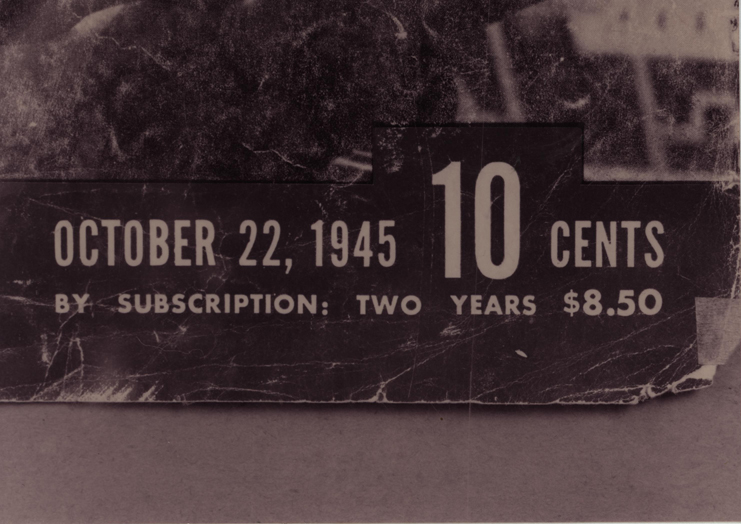 OCTOBER 22, 1945 10 CENTS
BY SUBSCRIPTION: TWO YEARS $8.50